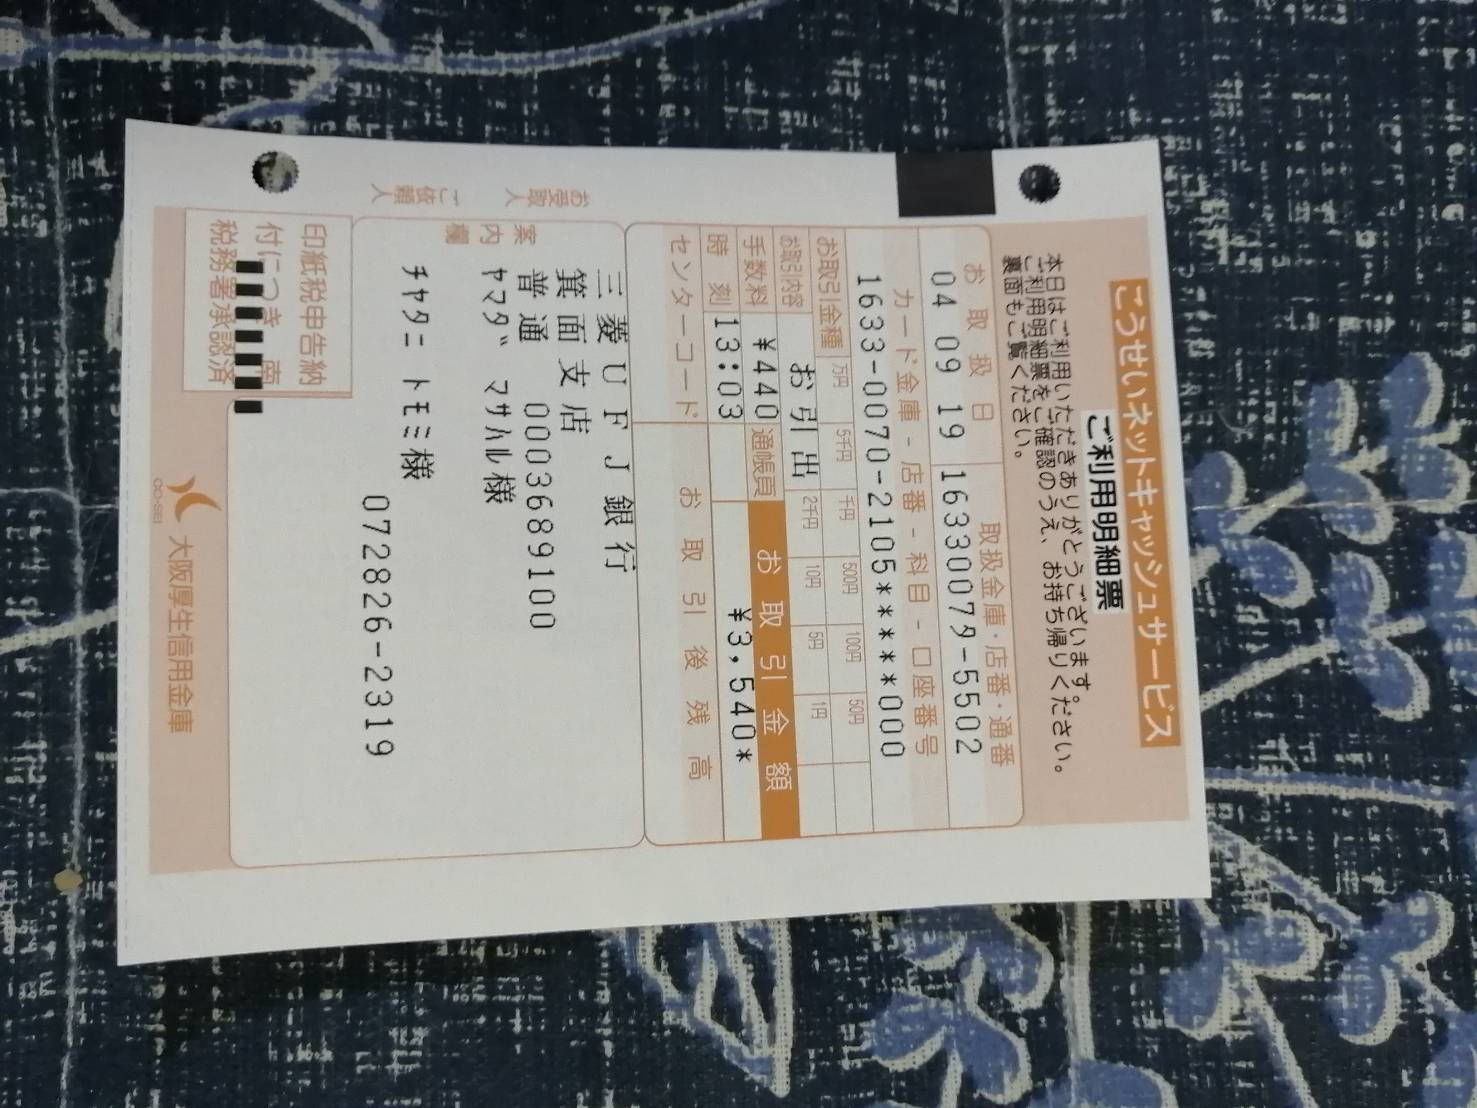 こうせいネットキャッシュサービス
ご利用明細票
本日はご利用いただきありがとうございます。
ご利用明細票をご確認のうえ、お持ち帰りください。
裏面もご覧ください。
お取扱日 取扱金庫・店番・通番
04 09 19 1633007タ-5502
カード金庫 - 店番 - 科目 - 口座番号
1633-0070-2105*****000
お取引金種 万円 5千円 千円 500円 100円 50円
2千円 10円 5円 1円
お取引内容 お引出
手数料 ¥440 通帳頁 お取引金額
時刻 13:03 ¥3,540*
センターコード お取引後残高
三菱UFJ銀行
箕面支店
普通 0003689100
案内欄
お受取人 ヤマダ マサハル様
ご依頼人 チヤタニ トモミ様
072826-2319
印紙税申告納
付につき
税務署承認済
大阪厚生信用金庫